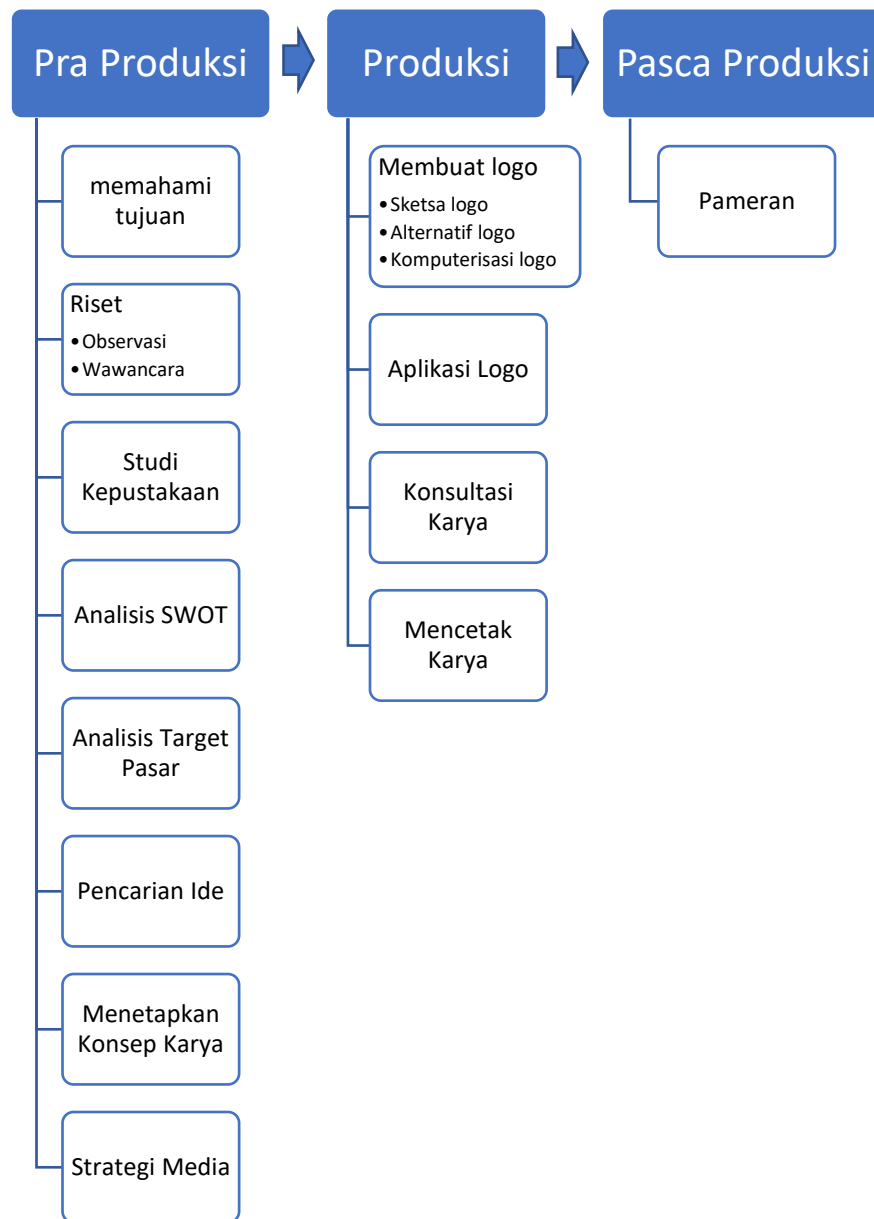 Pra Produksi
memahami
tujuan
Riset
•Observasi
•Wawancara
Studi
Kepustakaan
Analisis SWOT
Analisis Target
Pasar
Pencarian Ide
Menetapkan
Konsep Karya
Strategi Media
Produksi
Membuat logo
•Sketsa logo
•Alternatif logo
•Komputerisasi logo
Aplikasi Logo
Konsultasi
Karya
Mencetak
Karya
Pasca Produksi
Pameran